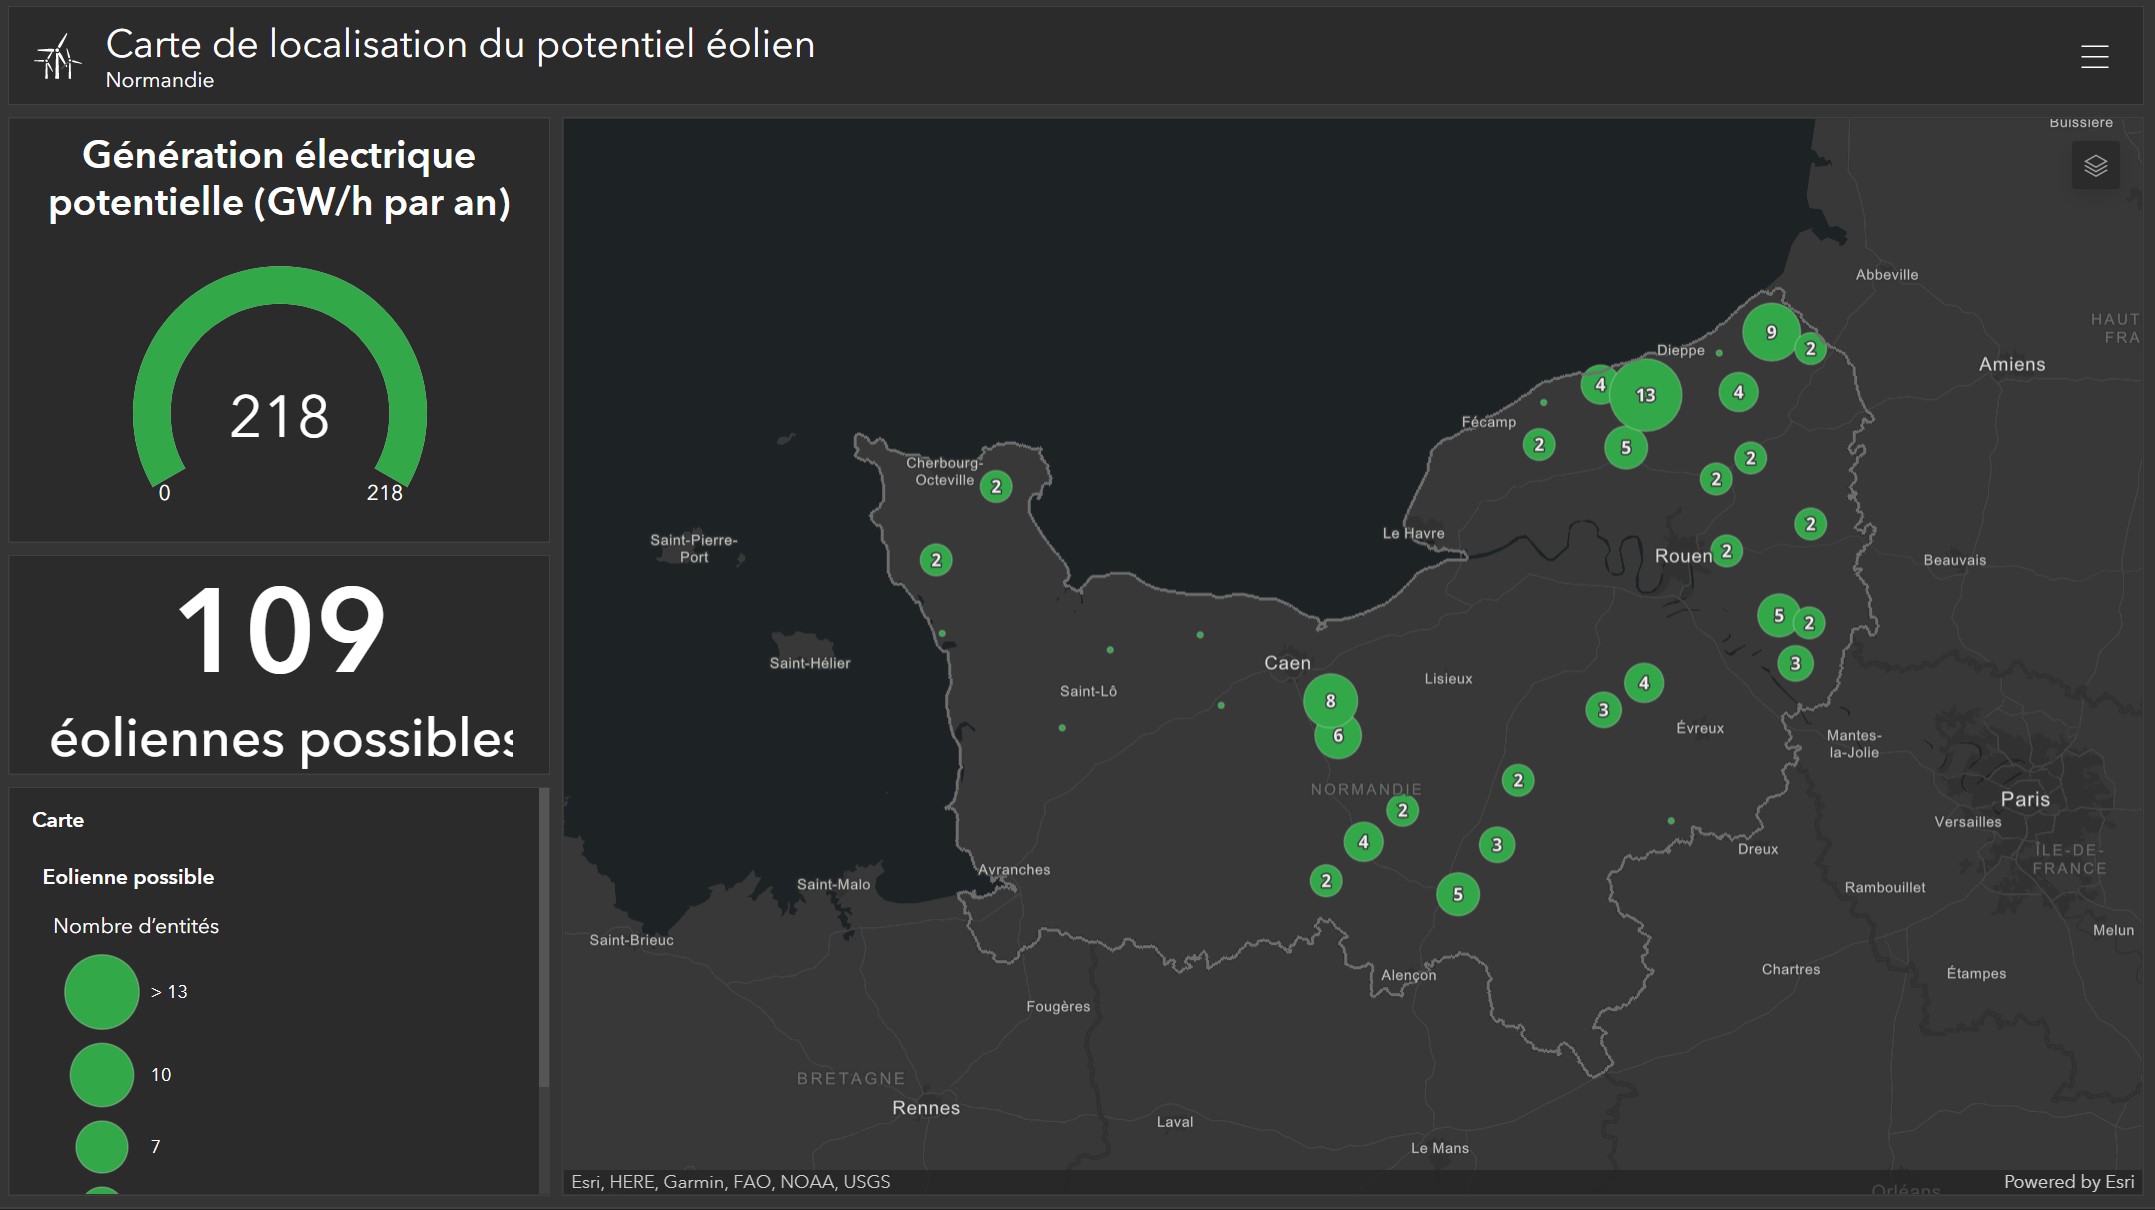 Carte de localisation du potentiel éolien
Normandie
Génération électrique
potentielle (GW/h par an)
218
0
218
109
éoliennes possibles
Carte
Eolienne possible
Nombre d’entités
> 13
10
7
Buissière
Abbeville
HAUT
FRA
9
2
Dieppe
Amiens
4
13
4
Fécamp
2
5
2
Cherbourg-
Octeville
2
2
Le Havre
2
Saint-Pierre-
Port
2
Rouen
2
Beauvais
5
2
Saint-Hélier
Caen
3
Lisieux
4
Saint-Lô
8
3
6
Évreux
Mantes-
la-Jolie
2
NORMANDIE
2
Paris
Versailles
4
3
Dreux
ÎLE-DE-
FRANCE
Avranches
2
Saint-Malo
5
Rambouillet
Saint-Brieuc
Melun
Alençon
Chartres
Étampes
Fougères
BRETAGNE
Rennes
Laval
Le Mans
Orléans
Esri, HERE, Garmin, FAO, NOAA, USGS
Powered by Esri